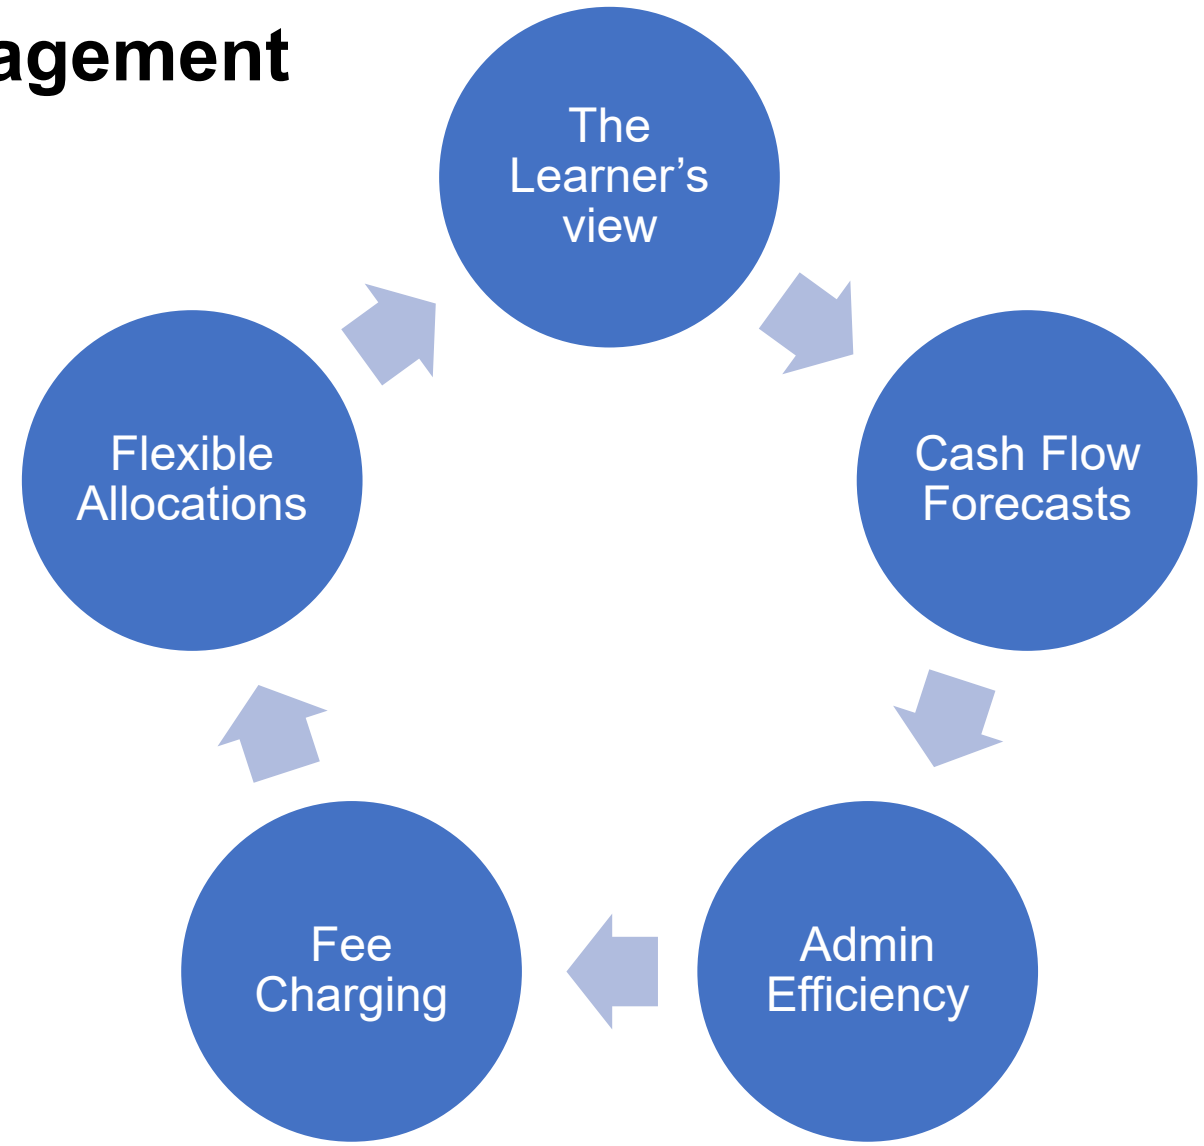 agement
The
Learner’s
view
Cash Flow
Forecasts
Admin
Efficiency
Fee
Charging
Flexible
Allocations